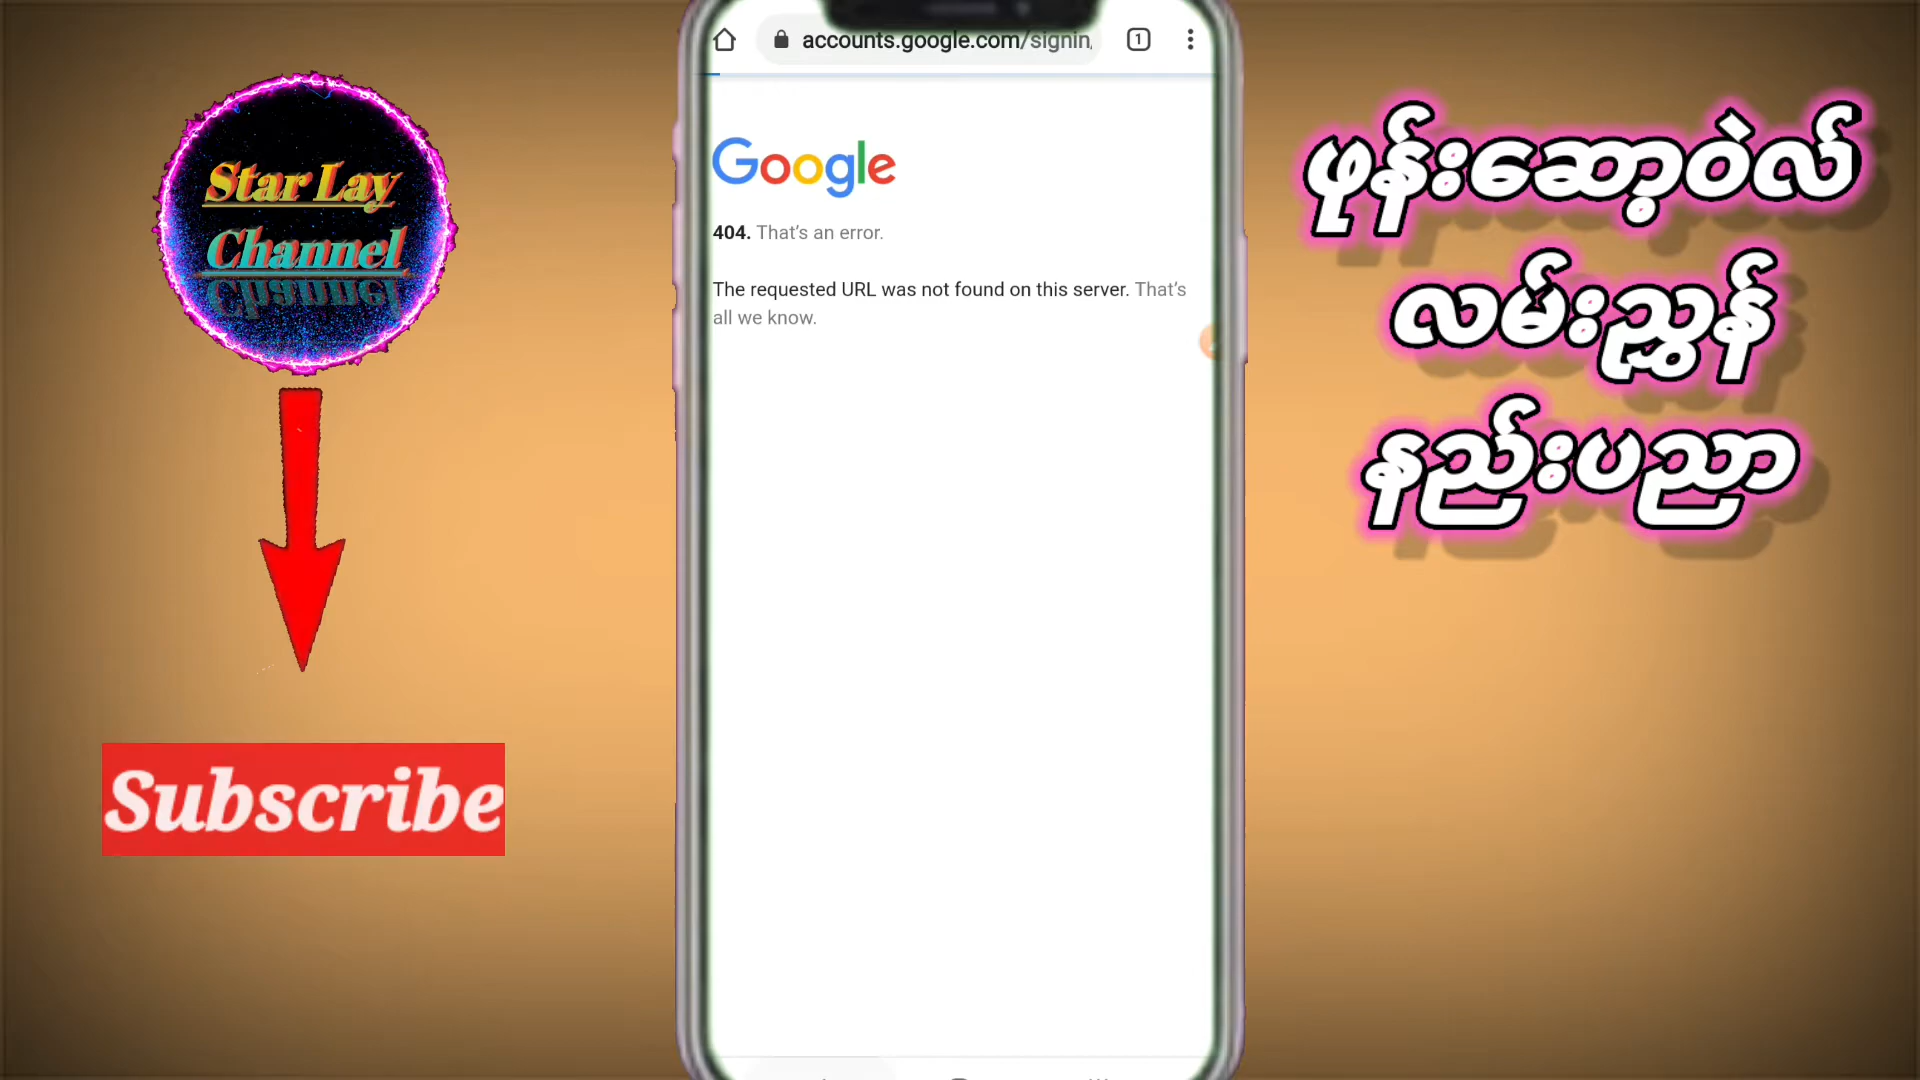 Star Lay
Channel
Subscribe
accounts.google.com/signin
1
Google
404. That’s an error.
The requested URL was not found on this server. That’s
all we know.
ဖုန်းဆော့ဝဲလ်
လမ်းညွှန်
နည်းပညာ